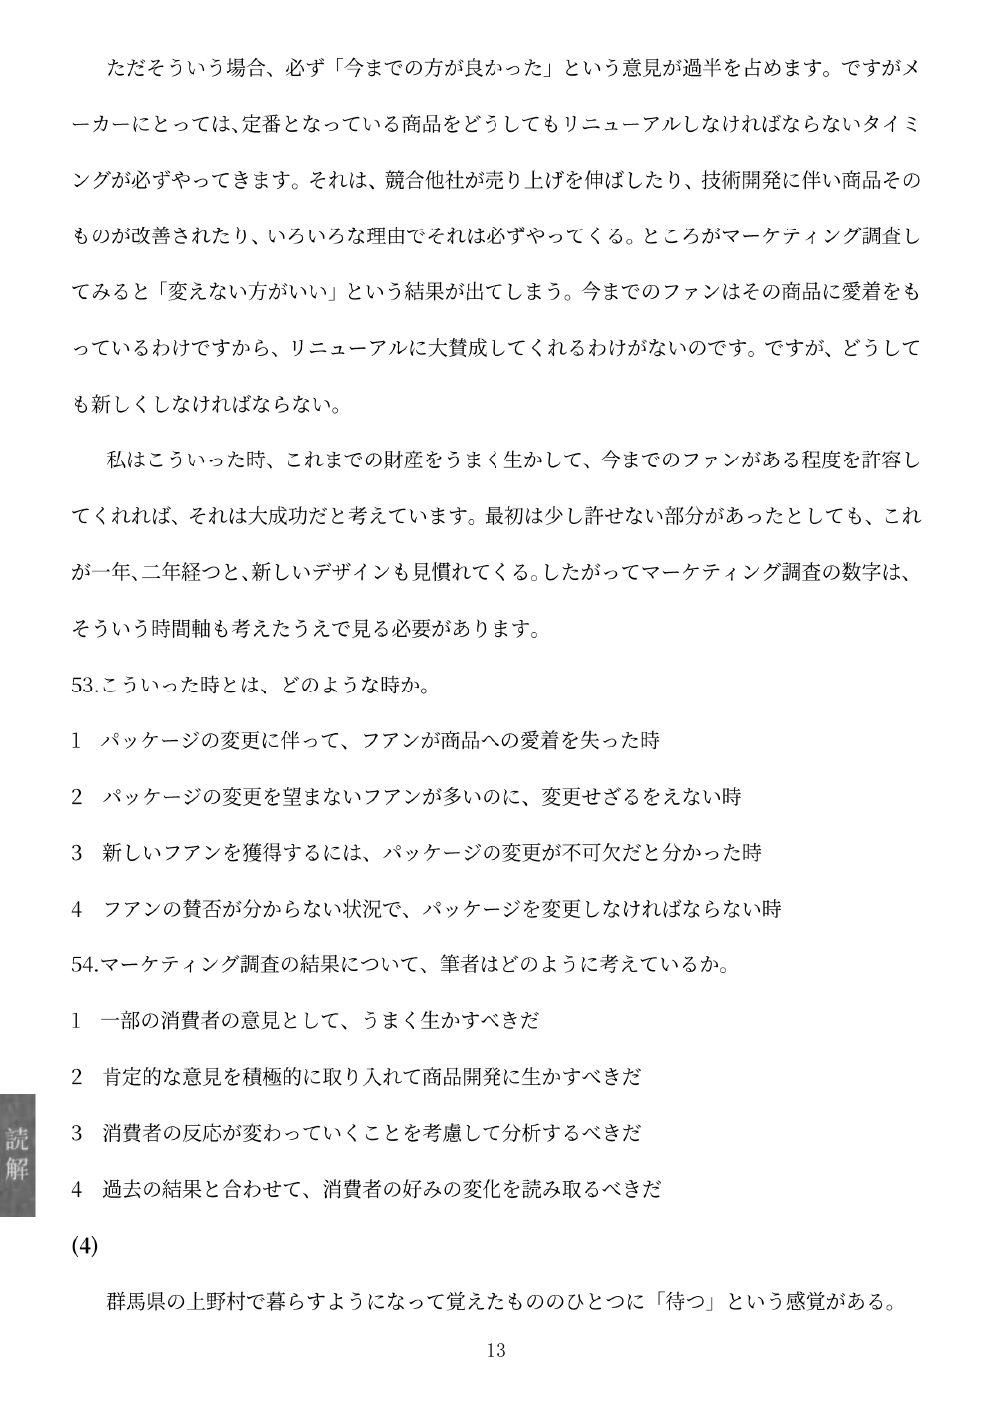 ただそういう場合、必ず「今までの方が良かった」という意見が過半を占めます。ですがメ
ーカーにとっては、定番となっている商品をどうしてもリニューアルしなければならないタイミ
ングが必ずやってきます。それは、競合他社が売り上げを伸ばしたり、技術開発に伴い商品その
ものが改善されたり、いろいろな理由でそれは必ずやってくる。ところがマーケティング調査し
てみると「変えない方がいい」という結果が出てしまう。今までのファンはその商品に愛着をも
っているわけですから、リニューアルに大賛成してくれるわけがないのです。ですが、どうして
も新しくしなければならない。
私はこういった時、これまでの財産をうまく生かして、今までのファンがある程度を許容し
てくれれば、それは大成功だと考えています。最初は少し許せない部分があったとしても、これ
が一年、二年経つと、新しいデザインも見慣れてくる。したがってマーケティング調査の数字は、
そういう時間軸も考えたうえで見る必要があります。
53.こういった時とは、どのような時か。
1 パッケージの変更に伴って、フアンが商品への愛着を失った時
2 パッケージの変更を望まないフアンが多いのに、変更せざるをえない時
3 新しいフアンを獲得するには、パッケージの変更が不可欠だと分かった時
4 フアンの賛否が分からない状況で、パッケージを変更しなければならない時
54.マーケティング調査の結果について、筆者はどのように考えているか。
1 一部の消費者の意見として、うまく生かすべきだ
2 肯定的な意見を積極的に取り入れて商品開発に生かすべきだ
3 消費者の反応が変わっていくことを考慮して分析するべきだ
4 過去の結果と合わせて、消費者の好みの変化を読み取るべきだ
読解
(4)
群馬県の上野村で暮らすようになって覚えたもののひとつに「待つ」という感覚がある。
13